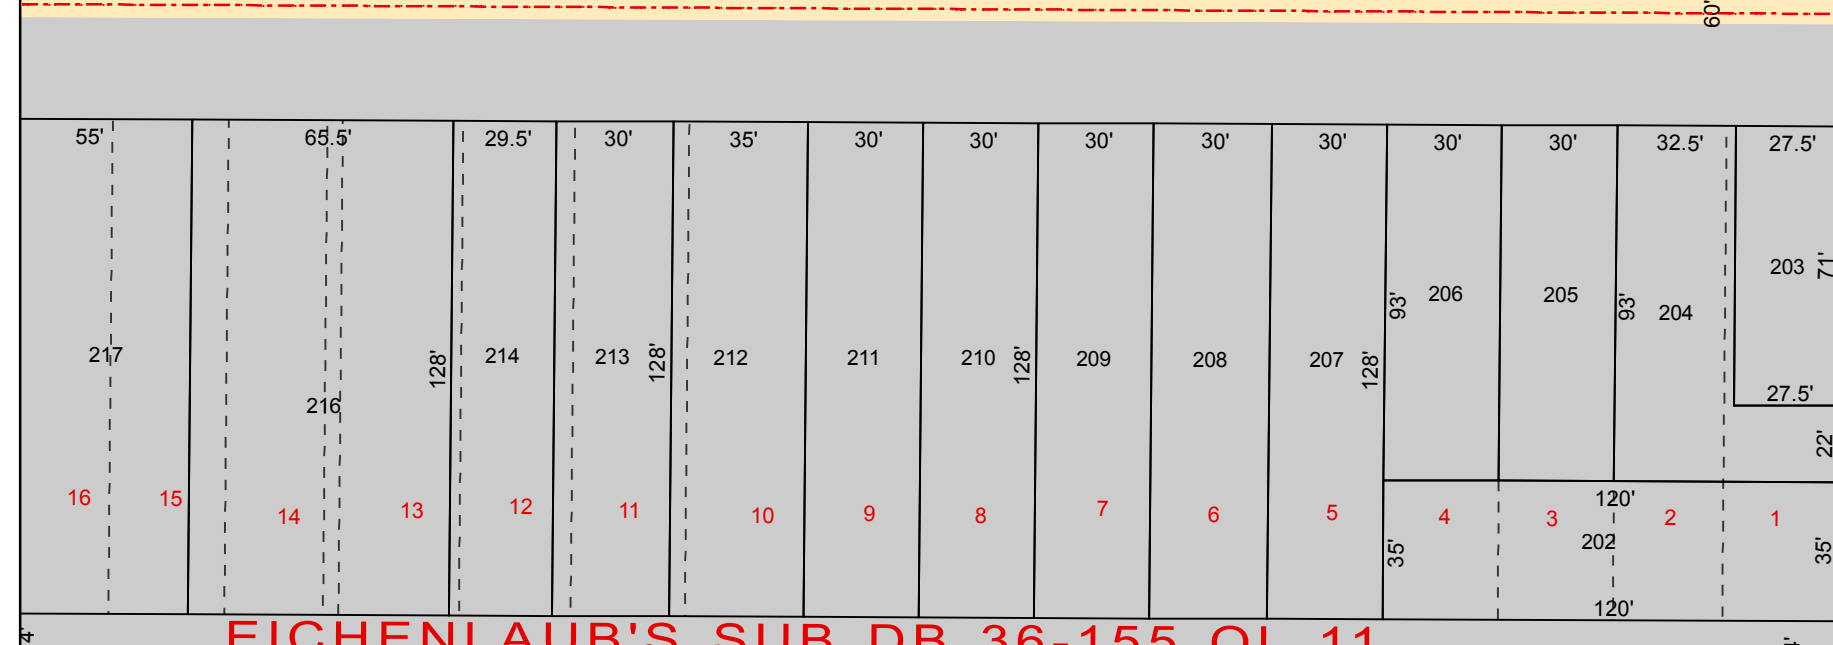 60'
55' 65.5' 29.5' 30' 35' 30' 30' 30' 30' 30' 30' 30' 32.5' 27.5'
203 71'
93' 206 205 93' 204
217 128' 214 213 128' 212 211 210 128' 209 208 207 128'
216 27.5'
22'
16 15 14 13 12 11 10 9 8 7 6 5 4 3 120' 2 1
35' 202 35'
120'
EICHENLAUB'S SUB DB 36-155 OL 11